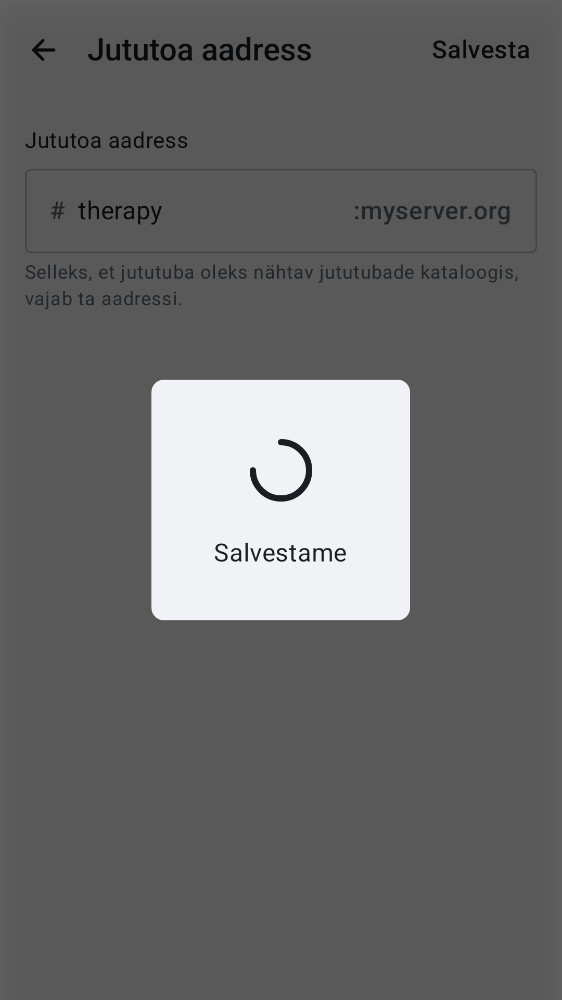 Jututoa aadress
Salvesta
Jututoa aadress
# therapy :myserver.org
Selleks, et jututuba oleks nähtav jututubade kataloogis,
vajab ta aadressi.
Salvestame